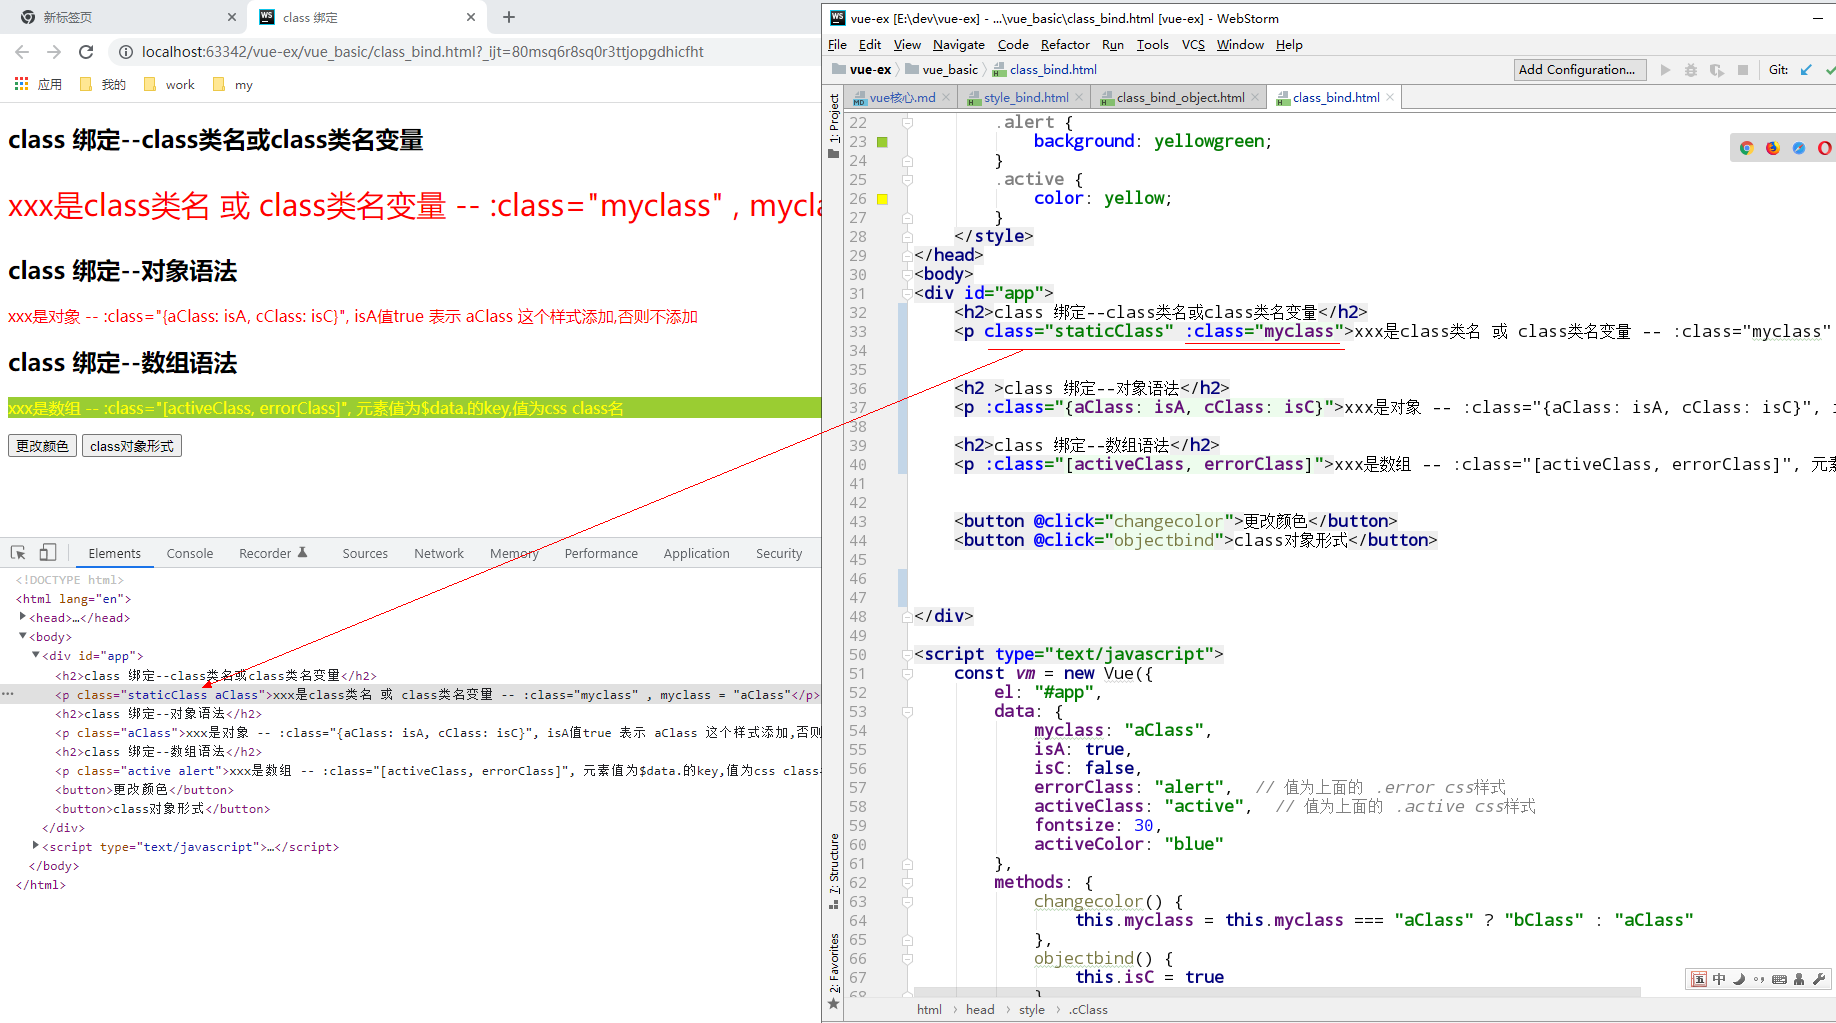 新标签页
class 绑定
localhost:63342/vue-ex/vue_basic/class_bind.html?_ijt=80msq6r8sq0r3ttjopgdhicfht
应用
我的
work
my
class 绑定--class类名或class类名变量
xxx是class类名 或 class类名变量 -- :class="myclass" , mycla
class 绑定--对象语法
xxx是对象 -- :class="{aClass: isA, cClass: isC}", isA值true 表示 aClass 这个样式添加,否则不添加
class 绑定--数组语法
xxx是数组 -- :class="[activeClass, errorClass]", 元素值为$data.的key,值为css class名
更改颜色
class对象形式
Elements Console Recorder Sources Network Memory Performance Application Security
<!DOCTYPE html>
<html lang="en">
<head>…</head>
<body>
<div id="app">
<h2>class 绑定--class类名或class类名变量</h2>
<p class="staticClass aClass">xxx是class类名 或 class类名变量 -- :class="myclass" , myclass = "aClass"</p>
<h2>class 绑定--对象语法</h2>
<p class="aClass">xxx是对象 -- :class="{aClass: isA, cClass: isC}", isA值true 表示 aClass 这个样式添加,否则
<h2>class 绑定--数组语法</h2>
<p class="active alert">xxx是数组 -- :class="[activeClass, errorClass]", 元素值为$data.的key,值为css class
<button>更改颜色</button>
<button>class对象形式</button>
</div>
<script type="text/javascript">…</script>
</body>
</html>
WS vue-ex [E:\dev\vue-ex] - ...\vue_basic\class_bind.html [vue-ex] - WebStorm
File Edit View Navigate Code Refactor Run Tools VCS Window Help
vue-ex vue_basic class_bind.html
Add Configuration...
Git:
vue核心.md
style_bind.html
class_bind_object.html
class_bind.html
1: Project
7: Structure
2: Favorites
22 .alert {
23 background: yellowgreen;
24 }
25 .active {
26 color: yellow;
27 }
28 </style>
29 </head>
30 <body>
31 <div id="app">
32 <h2>class 绑定--class类名或class类名变量</h2>
33 <p class="staticClass" :class="myclass">xxx是class类名 或 class类名变量 -- :class="myclass"
34
35
36 <h2 >class 绑定--对象语法</h2>
37 <p :class="{aClass: isA, cClass: isC}">xxx是对象 -- :class="{aClass: isA, cClass: isC}",
38
39 <h2>class 绑定--数组语法</h2>
40 <p :class="[activeClass, errorClass]">xxx是数组 -- :class="[activeClass, errorClass]", 元素
41
42
43 <button @click="changecolor">更改颜色</button>
44 <button @click="objectbind">class对象形式</button>
45
46
47
48 </div>
49
50 <script type="text/javascript">
51 const vm = new Vue({
52 el: "#app",
53 data: {
54 myclass: "aClass",
55 isA: true,
56 isC: false,
57 errorClass: "alert", // 值为上面的 .error css样式
58 activeClass: "active", // 值为上面的 .active css样式
59 fontsize: 30,
60 activeColor: "blue"
61 },
62 methods: {
63 changecolor() {
64 this.myclass = this.myclass === "aClass" ? "bClass" : "aClass"
65 },
66 objectbind() {
67 this.isC = true
68 }
html head style .cClass
五 中